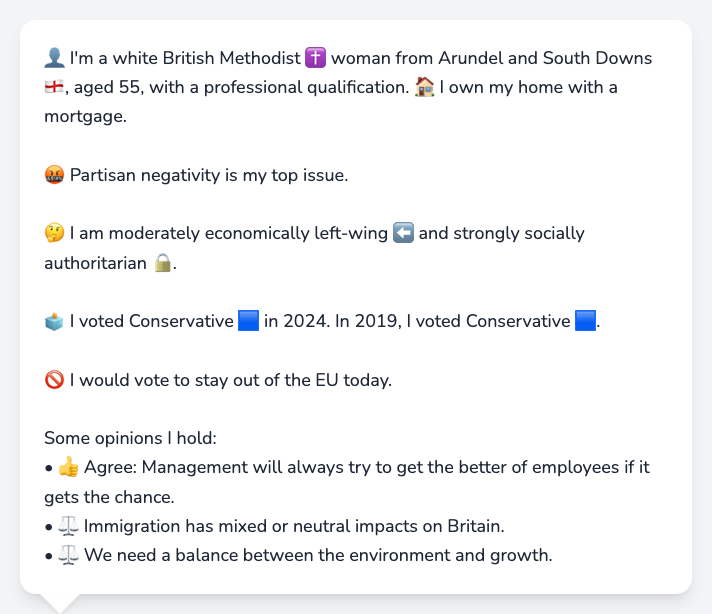 👤 I'm a white British Methodist ✝️ woman from Arundel and South Downs
🏴󠁧󠁢󠁥󠁮󠁧󠁿, aged 55, with a professional qualification. 🏠 I own my home with a
mortgage.
🤬 Partisan negativity is my top issue.
🤔 I am moderately economically left-wing ⬅️ and strongly socially
authoritarian 🔒.
🗳️ I voted Conservative 🟦 in 2024. In 2019, I voted Conservative 🟦.
🚫 I would vote to stay out of the EU today.
Some opinions I hold:
• 👍 Agree: Management will always try to get the better of employees if it
gets the chance.
• ⚖️ Immigration has mixed or neutral impacts on Britain.
• ⚖️ We need a balance between the environment and growth.